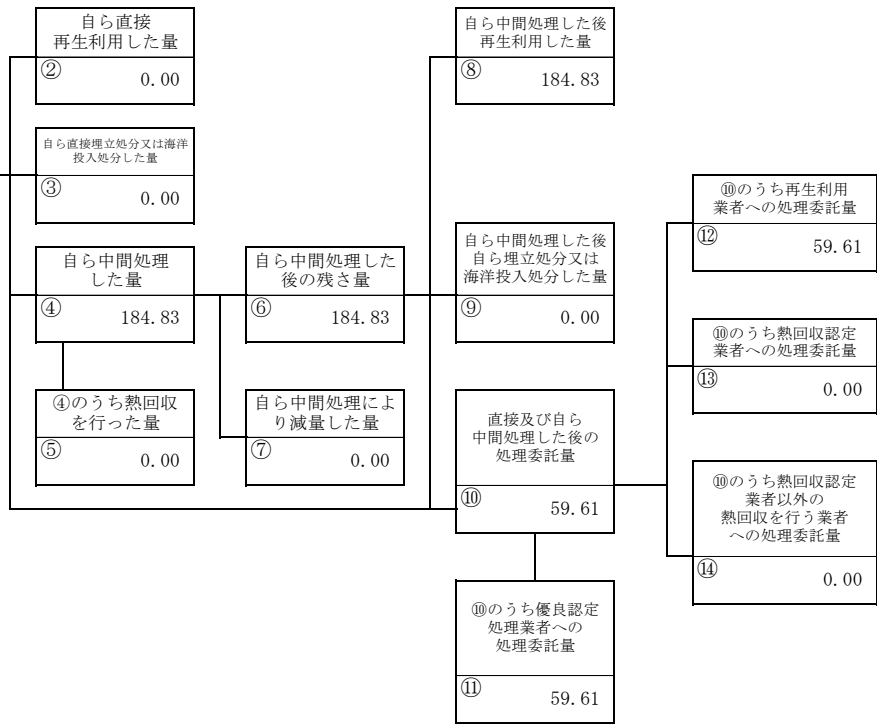 自ら直接
再生利用した量
②
0.00
自ら直接埋立処分又は海洋
投入処分した量
③
0.00
自ら中間処理
した量
④
184.83
④のうち熱回収
を行った量
⑤
0.00
自ら中間処理した
後の残さ量
⑥
184.83
自ら中間処理によ
り減量した量
⑦
0.00
自ら中間処理した後
再生利用した量
⑧
184.83
自ら中間処理した後
自ら埋立処分又は
海洋投入処分した量
⑨
0.00
直接及び自ら
中間処理した後の
処理委託量
⑩
59.61
⑩のうち優良認定
処理業者への
処理委託量
⑪
59.61
⑩のうち再生利用
業者への処理委託量
⑫
59.61
⑩のうち熱回収認定
業者への処理委託量
⑬
0.00
⑩のうち熱回収認定
業者以外の
熱回収を行う業者
への処理委託量
⑭
0.00